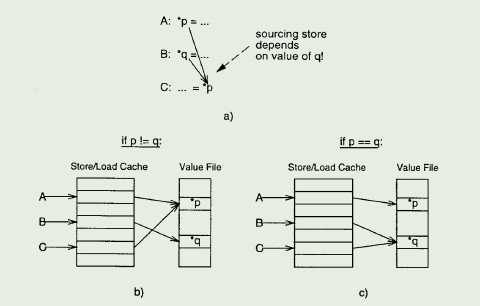 A: *p = ...
sourcing store
depends
on value of q!
B: *q = ...
C: ... = *p
a)
if p != q:
if p == q:
Store/Load Cache
Value File
Store/Load Cache
Value File
A
*p
B
*q
C
A
*p
B
*q
C
b)
c)